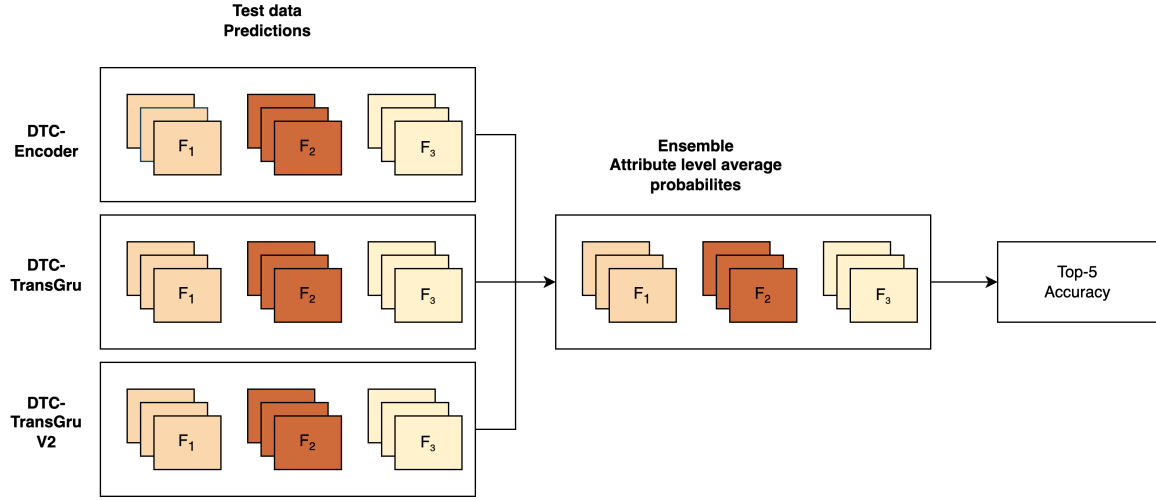 Test data
Predictions
DTC-
Encoder
F1
F2
F3
DTC-
TransGru
F1
F2
F3
DTC-
TransGru
V2
F1
F2
F3
Ensemble
Attribute level average
probabilites
F1
F2
F3
Top-5
Accuracy